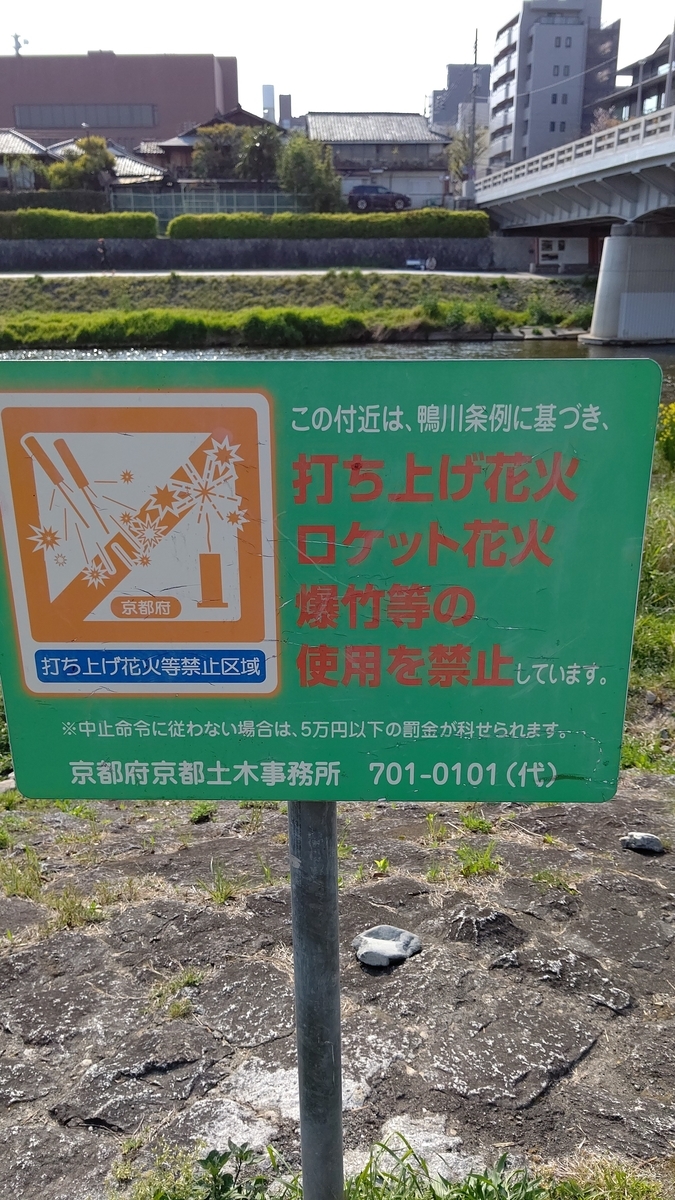 この付近は、鴨川条例に基づき、
打ち上げ花火
ロケット花火
爆竹等の
使用を禁止しています。
京都府
打ち上げ花火等禁止区域
※中止命令に従わない場合は、5万円以下の罰金が科せられます。
京都府京都土木事務所 701-0101(代)